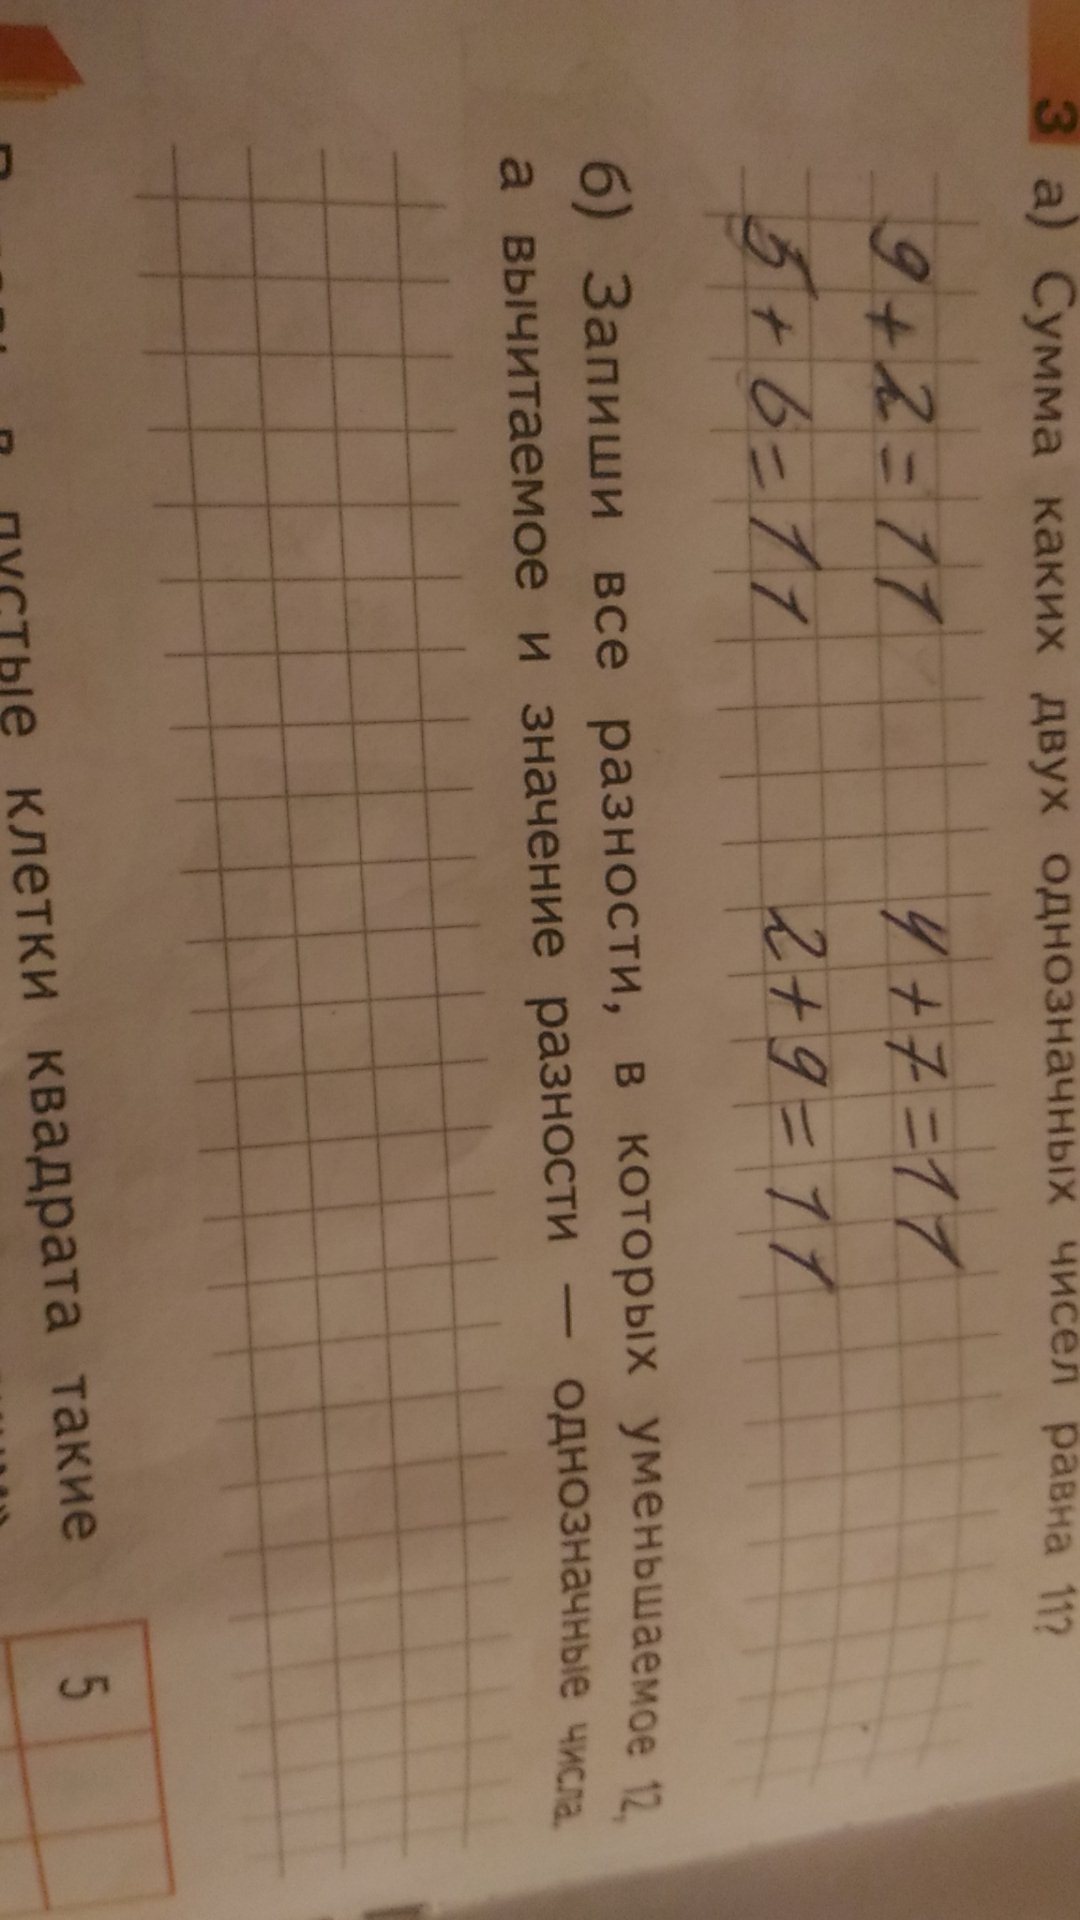 3 а) Сумма каких двух однозначных чисел равна 11?
9+2=11 4+7=11
5+6=11 2+9=11
б) Запиши все разности, в которых уменьшаемое 12,
а вычитаемое и значение разности — однозначные числа.
в пустые клетки квадрата такие
5